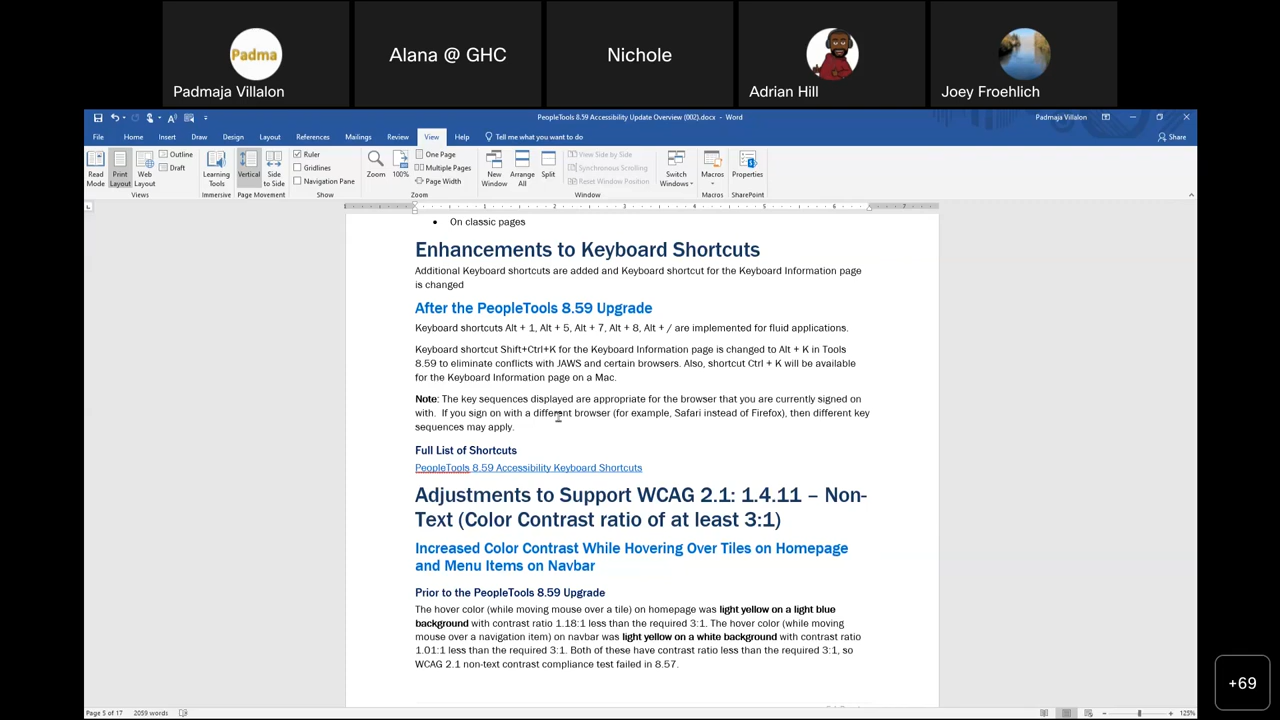 Padma
Padmaja Villalon
Alana @ GHC
Nichole
Adrian Hill
Joey Froehlich
PeopleTools 8.59 Accessibility Update Overview (002).docx - Word
Padmaja Villalon
File Home Insert Draw Design Layout References Mailings Review View Help Tell me what you want to do
Share
Read Mode
Print Layout
Web Layout
Outline
Draft
Views
Learning Tools
Immersive
Vertical
Side to Side
Page Movement
Ruler
Gridlines
Navigation Pane
Show
Zoom
100%
One Page
Multiple Pages
Page Width
Zoom
New Window
Arrange All
Split
View Side by Side
Synchronous Scrolling
Reset Window Position
Window
Switch Windows
Macros
Macros
Properties
SharePoint
• On classic pages
Enhancements to Keyboard Shortcuts
Additional Keyboard shortcuts are added and Keyboard shortcut for the Keyboard Information page
is changed
After the PeopleTools 8.59 Upgrade
Keyboard shortcuts Alt + 1, Alt + 5, Alt + 7, Alt + 8, Alt + / are implemented for fluid applications.
Keyboard shortcut Shift+Ctrl+K for the Keyboard Information page is changed to Alt + K in Tools
8.59 to eliminate conflicts with JAWS and certain browsers. Also, shortcut Ctrl + K will be available
for the Keyboard Information page on a Mac.
Note: The key sequences displayed are appropriate for the browser that you are currently signed on
with. If you sign on with a different browser (for example, Safari instead of Firefox), then different key
sequences may apply.
Full List of Shortcuts
PeopleTools 8.59 Accessibility Keyboard Shortcuts
Adjustments to Support WCAG 2.1: 1.4.11 – Non-
Text (Color Contrast ratio of at least 3:1)
Increased Color Contrast While Hovering Over Tiles on Homepage
and Menu Items on Navbar
Prior to the PeopleTools 8.59 Upgrade
The hover color (while moving mouse over a tile) on homepage was light yellow on a light blue
background with contrast ratio 1.18:1 less than the required 3:1. The hover color (while moving
mouse over a navigation item) on navbar was light yellow on a white background with contrast ratio
1.01:1 less than the required 3:1. Both of these have contrast ratio less than the required 3:1, so
WCAG 2.1 non-text contrast compliance test failed in 8.57.
+69
Page 5 of 17 2059 words
125%